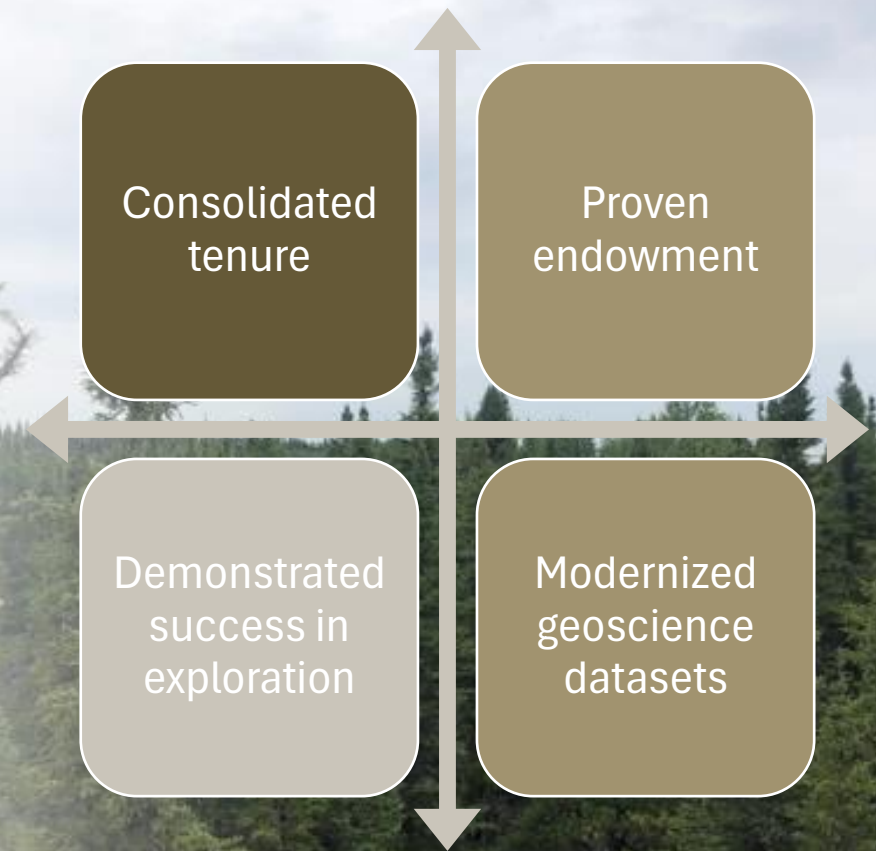 Consolidated
tenure
Proven
endowment
Demonstrated
success in
exploration
Modernized
geoscience
datasets